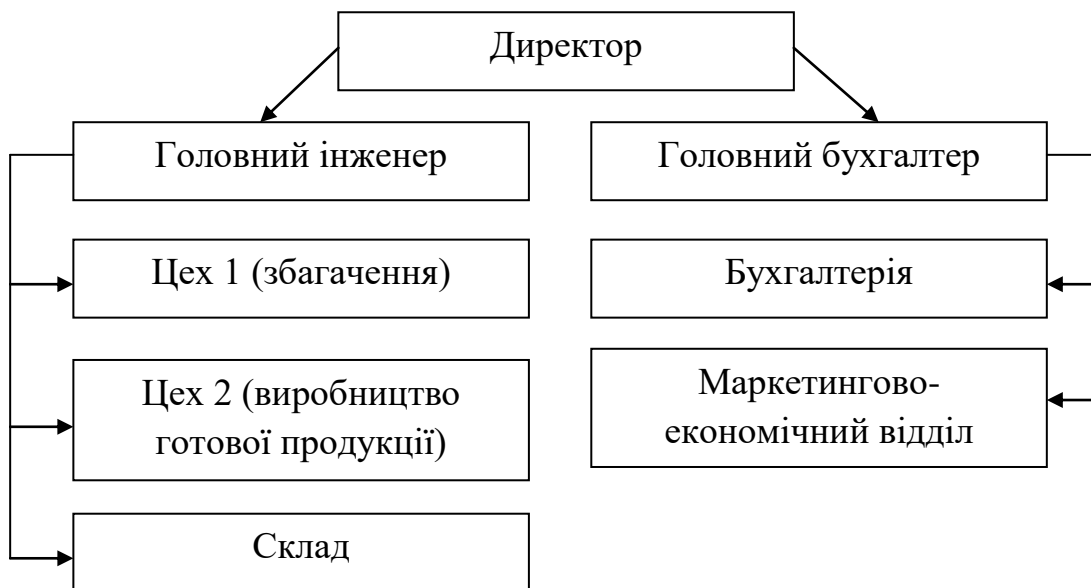 Директор
Головний інженер
Головний бухгалтер
Цех 1 (збагачення)
Бухгалтерія
Цех 2 (виробництво
готової продукції)
Маркетингово-
економічний відділ
Склад